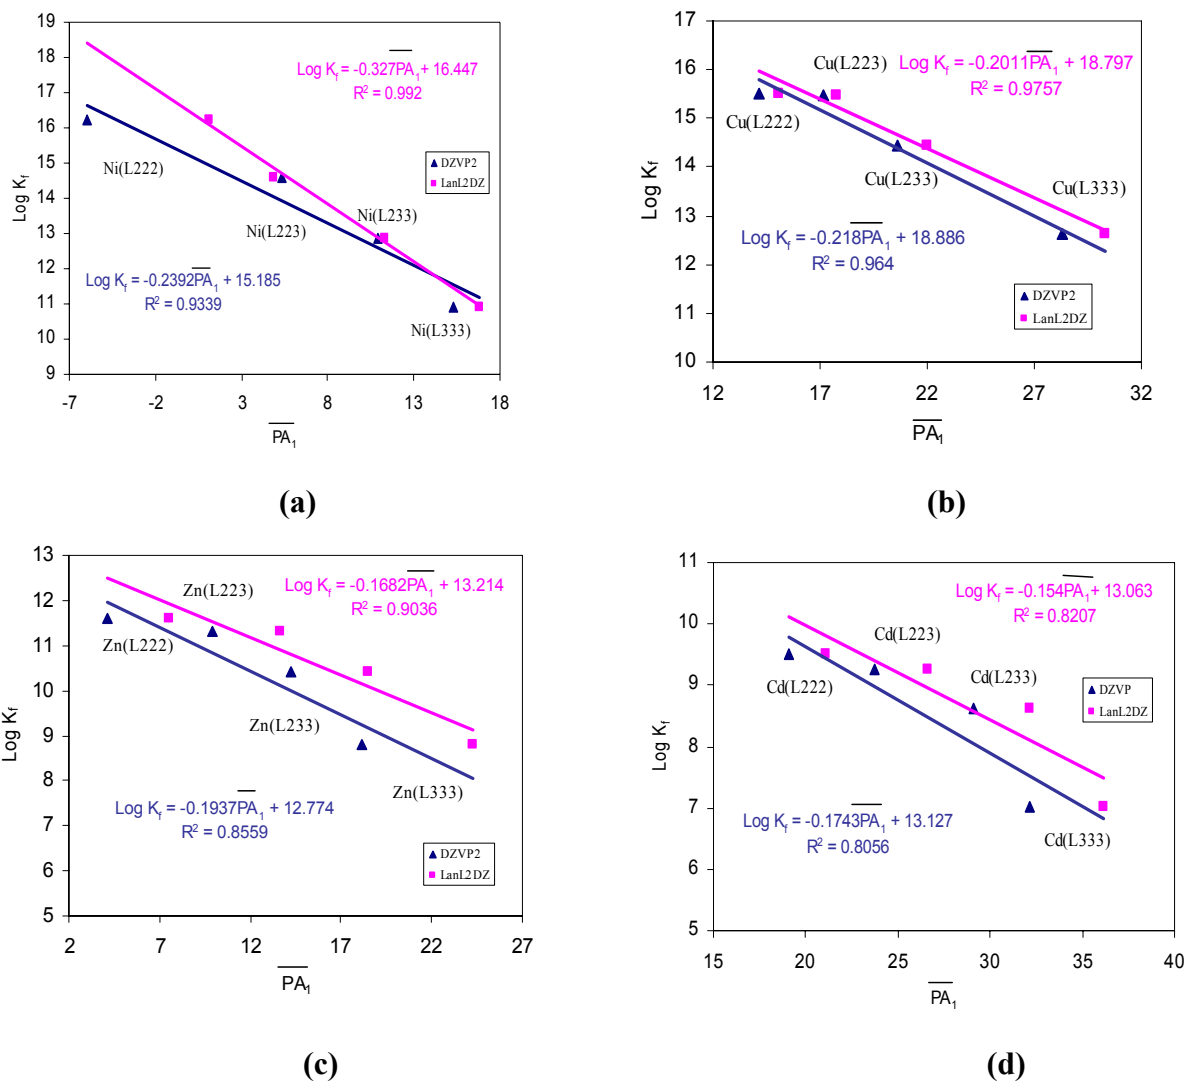 19
18
17
16
15
14
13
12
11
10
9
Log Kf
-7 -2 3 8 13 18
PA1
Log Kf = -0.327PA1 + 16.447
R² = 0.992
DZVP2
LanL2DZ
Ni(L222)
Ni(L223)
Ni(L233)
Ni(L333)
Log Kf = -0.2392PA1 + 15.185
R² = 0.9339
(a)
17
16
15
14
13
12
11
10
Log Kf
12 17 22 27 32
PA1
Cu(L223)
Log Kf = -0.2011PA1 + 18.797
R² = 0.9757
Cu(L222)
Cu(L233)
Cu(L333)
Log Kf = -0.218PA1 + 18.886
R² = 0.964
DZVP2
LanL2DZ
(b)
13
12
11
10
9
8
7
6
5
Log Kf
2 7 12 17 22 27
PA1
Log Kf = -0.1682PA1 + 13.214
R² = 0.9036
Zn(L223)
Zn(L222)
Zn(L233)
Zn(L333)
Log Kf = -0.1937PA1 + 12.774
R² = 0.8559
DZVP2
LanL2DZ
(c)
11
10
9
8
7
6
5
Log Kf
15 20 25 30 35 40
PA1
Log Kf = -0.154PA1 + 13.063
R² = 0.8207
Cd(L223)
Cd(L222)
Cd(L233)
DZVP
LanL2DZ
Log Kf = -0.1743PA1 + 13.127
R² = 0.8056
Cd(L333)
(d)